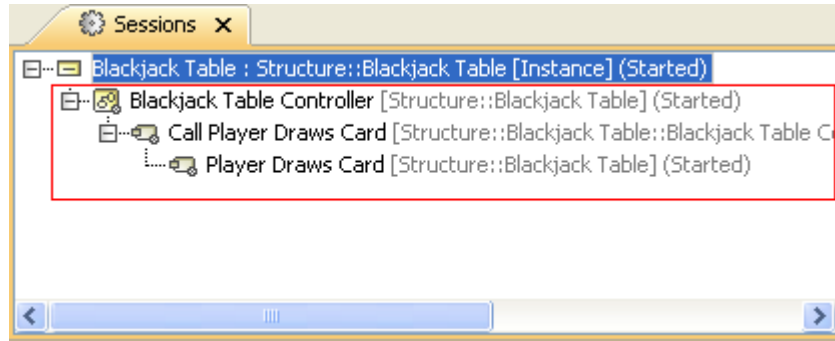 Sessions
Blackjack Table : Structure::Blackjack Table [Instance] (Started)
Blackjack Table Controller [Structure::Blackjack Table] (Started)
Call Player Draws Card [Structure::Blackjack Table::Blackjack Table
Player Draws Card [Structure::Blackjack Table] (Started)